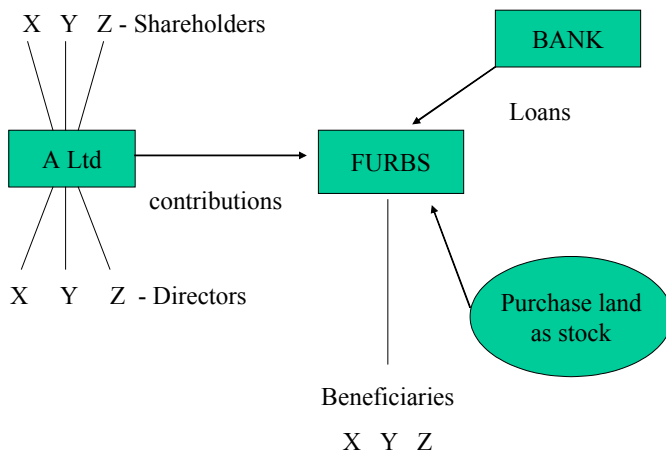 X Y Z - Shareholders
BANK
Loans
A Ltd
FURBS
contributions
X Y Z - Directors
Purchase land
as stock
Beneficiaries
X Y Z